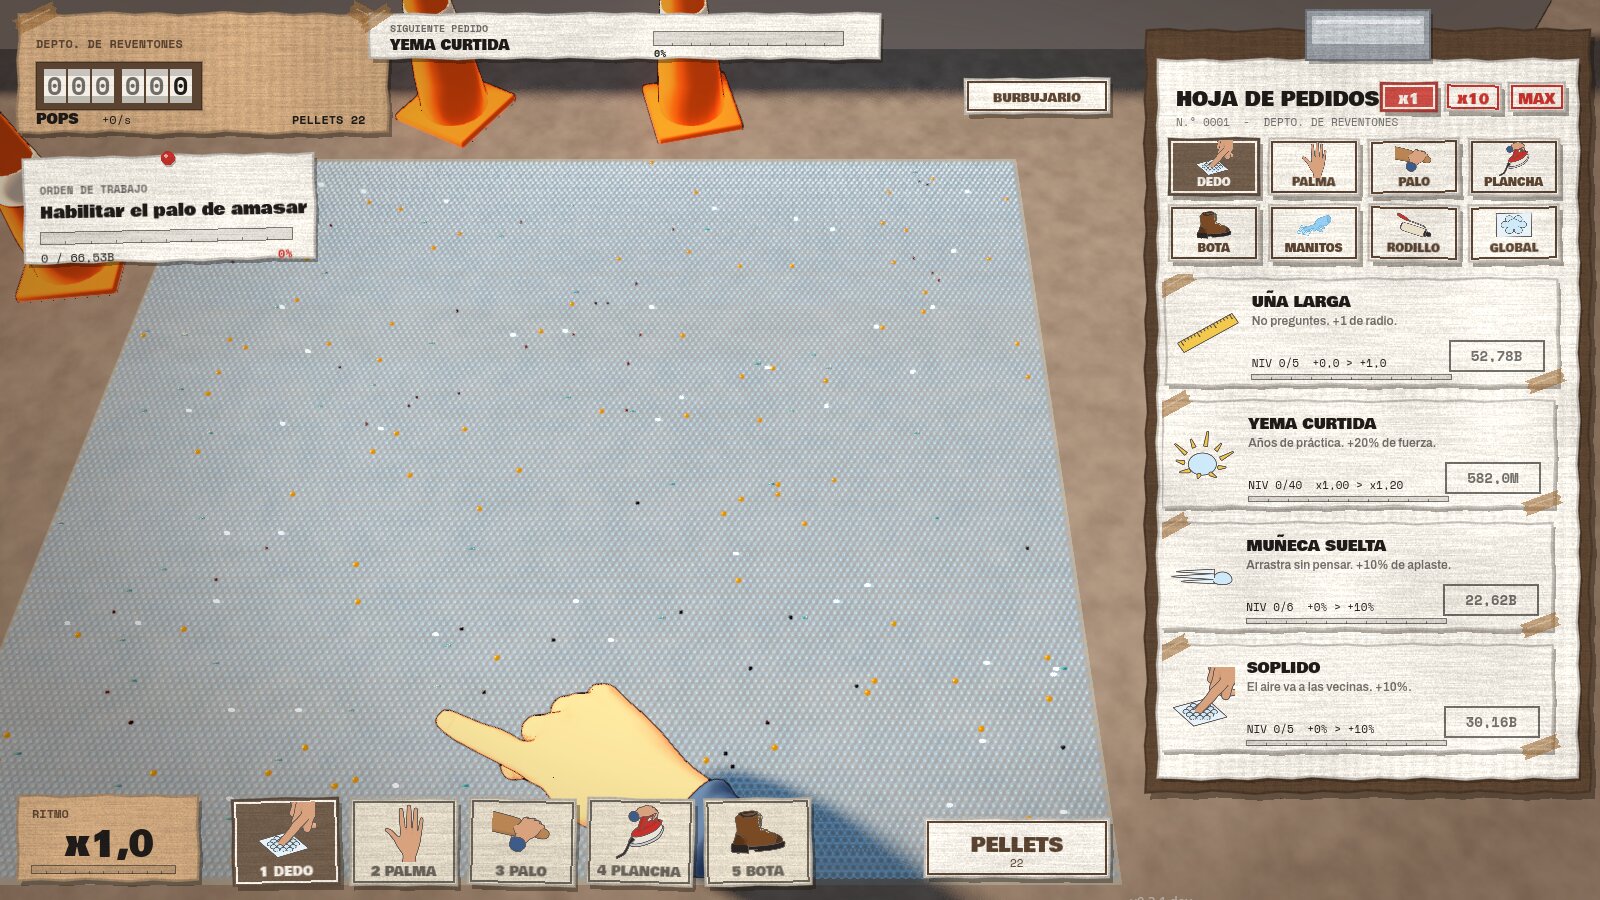 DEPTO. DE REVENTONES
000 000
POPS +0/s PELLETS 22
SIGUIENTE PEDIDO
YEMA CURTIDA
0%
BURBUJARIO
ORDEN DE TRABAJO
Habilitar el palo de amasar
0 / 66,53B 0%
HOJA DE PEDIDOS x1 x10 MAX
N.° 0001 - DEPTO. DE REVENTONES
DEDO PALMA PALO PLANCHA
BOTA MANITOS RODILLO GLOBAL
UÑA LARGA
No preguntes. +1 de radio.
NIV 0/5 +0,0 > +1,0 52,78B
YEMA CURTIDA
Años de práctica. +20% de fuerza.
NIV 0/40 x1,00 > x1,20 582,0M
MUÑECA SUELTA
Arrastra sin pensar. +10% de aplaste.
NIV 0/6 +0% > +10% 22,62B
SOPLIDO
El aire va a las vecinas. +10%.
NIV 0/5 +0% > +10% 30,16B
RITMO
x1,0
1 DEDO 2 PALMA 3 PALO 4 PLANCHA 5 BOTA
PELLETS
22